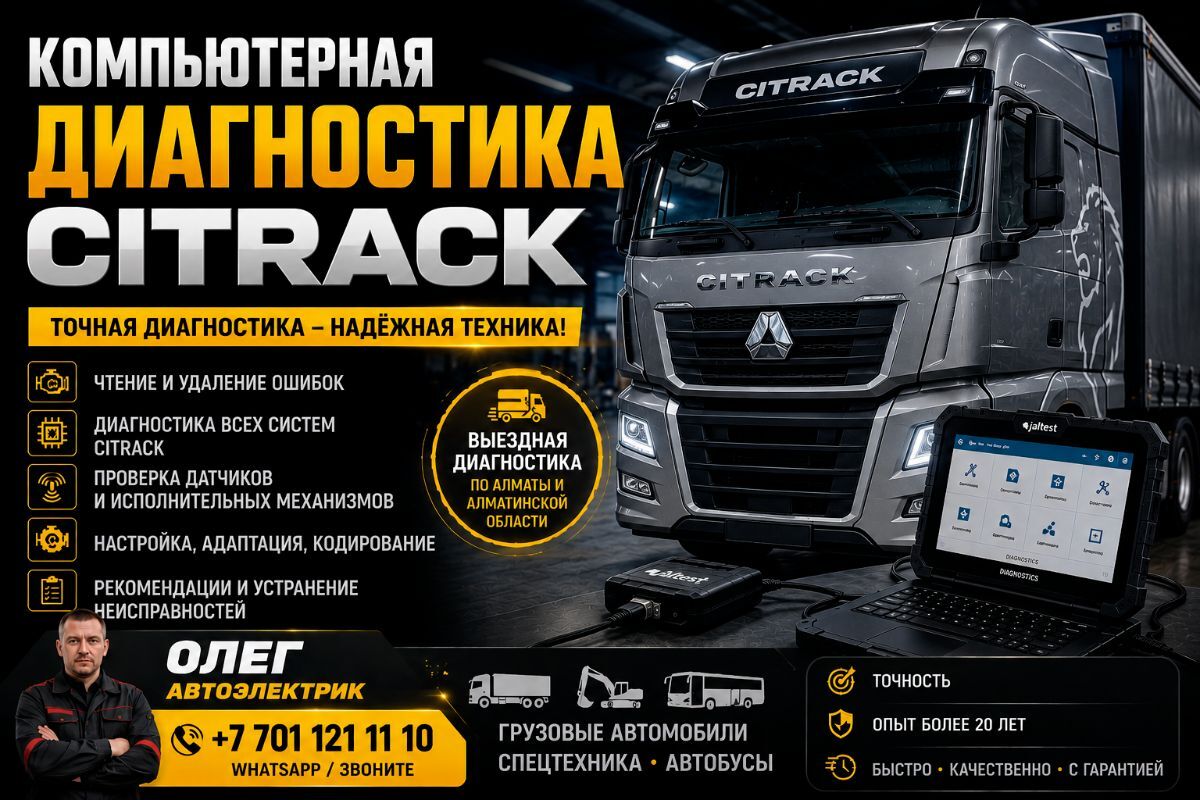 КОМПЬЮТЕРНАЯ
ДИАГНОСТИКА
CITRACK
ТОЧНАЯ ДИАГНОСТИКА – НАДЁЖНАЯ ТЕХНИКА!
ЧТЕНИЕ И УДАЛЕНИЕ ОШИБОК
ДИАГНОСТИКА ВСЕХ СИСТЕМ
CITRACK
ПРОВЕРКА ДАТЧИКОВ
И ИСПОЛНИТЕЛЬНЫХ МЕХАНИЗМОВ
НАСТРОЙКА, АДАПТАЦИЯ, КОДИРОВАНИЕ
РЕКОМЕНДАЦИИ И УСТРАНЕНИЕ
НЕИСПРАВНОСТЕЙ
ВЫЕЗДНАЯ
ДИАГНОСТИКА
ПО АЛМАТЫ И
АЛМАТИНСКОЙ
ОБЛАСТИ
CITRACK
CITRACK
jaltest
DIAGNOSTICS
DIAGNOSTICS
jaltest
ОЛЕГ
АВТОЭЛЕКТРИК
+7 701 121 11 10
WHATSAPP / ЗВОНИТЕ
ГРУЗОВЫЕ АВТОМОБИЛИ
СПЕЦТЕХНИКА • АВТОБУСЫ
ТОЧНОСТЬ
ОПЫТ БОЛЕЕ 20 ЛЕТ
БЫСТРО • КАЧЕСТВЕННО • С ГАРАНТИЕЙ